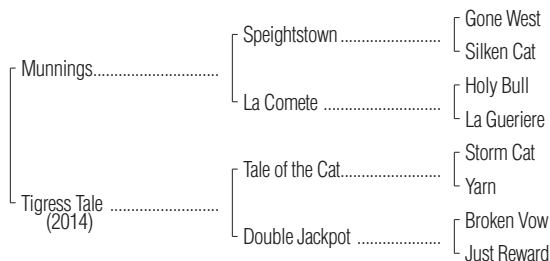 Gone West
Speightstown
Silken Cat
Munnings
Holy Bull
La Comete
La Gueriere
Storm Cat
Tale of the Cat
Yarn
Tigress Tale
(2014)
Broken Vow
Double Jackpot
Just Reward